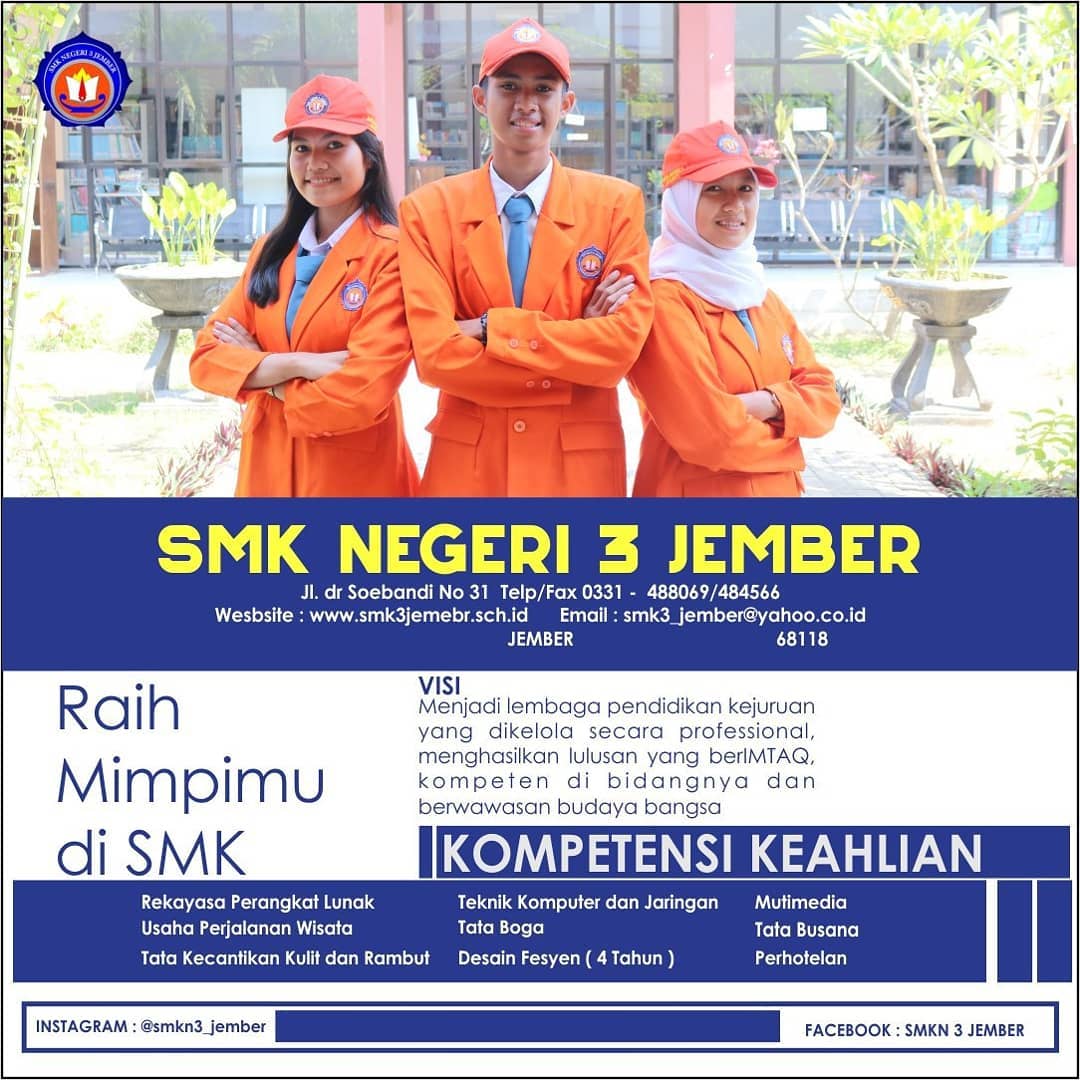 SMK NEGERI 3 JEMBER
SMK NEGERI 3 JEMBER
Jl. dr Soebandi No 31 Telp/Fax 0331 - 488069/484566
Wesbsite : www.smk3jemebr.sch.id Email : smk3_jember@yahoo.co.id
JEMBER 68118
Raih
Mimpimu
di SMK
VISI
Menjadi lembaga pendidikan kejuruan
yang dikelola secara professional,
menghasilkan lulusan yang berIMTAQ,
kompeten di bidangnya dan
berwawasan budaya bangsa
KOMPETENSI KEAHLIAN
Rekayasa Perangkat Lunak Teknik Komputer dan Jaringan Mutimedia
Usaha Perjalanan Wisata Tata Boga Tata Busana
Tata Kecantikan Kulit dan Rambut Desain Fesyen ( 4 Tahun ) Perhotelan
INSTAGRAM : @smkn3_jember FACEBOOK : SMKN 3 JEMBER